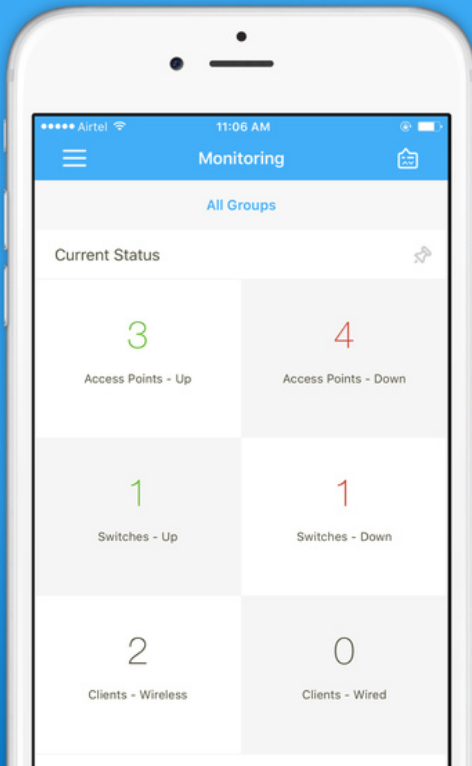 Airtel 11:06 AM
Monitoring
All Groups
Current Status
3 4
Access Points - Up Access Points - Down
1 1
Switches - Up Switches - Down
2 0
Clients - Wireless Clients - Wired